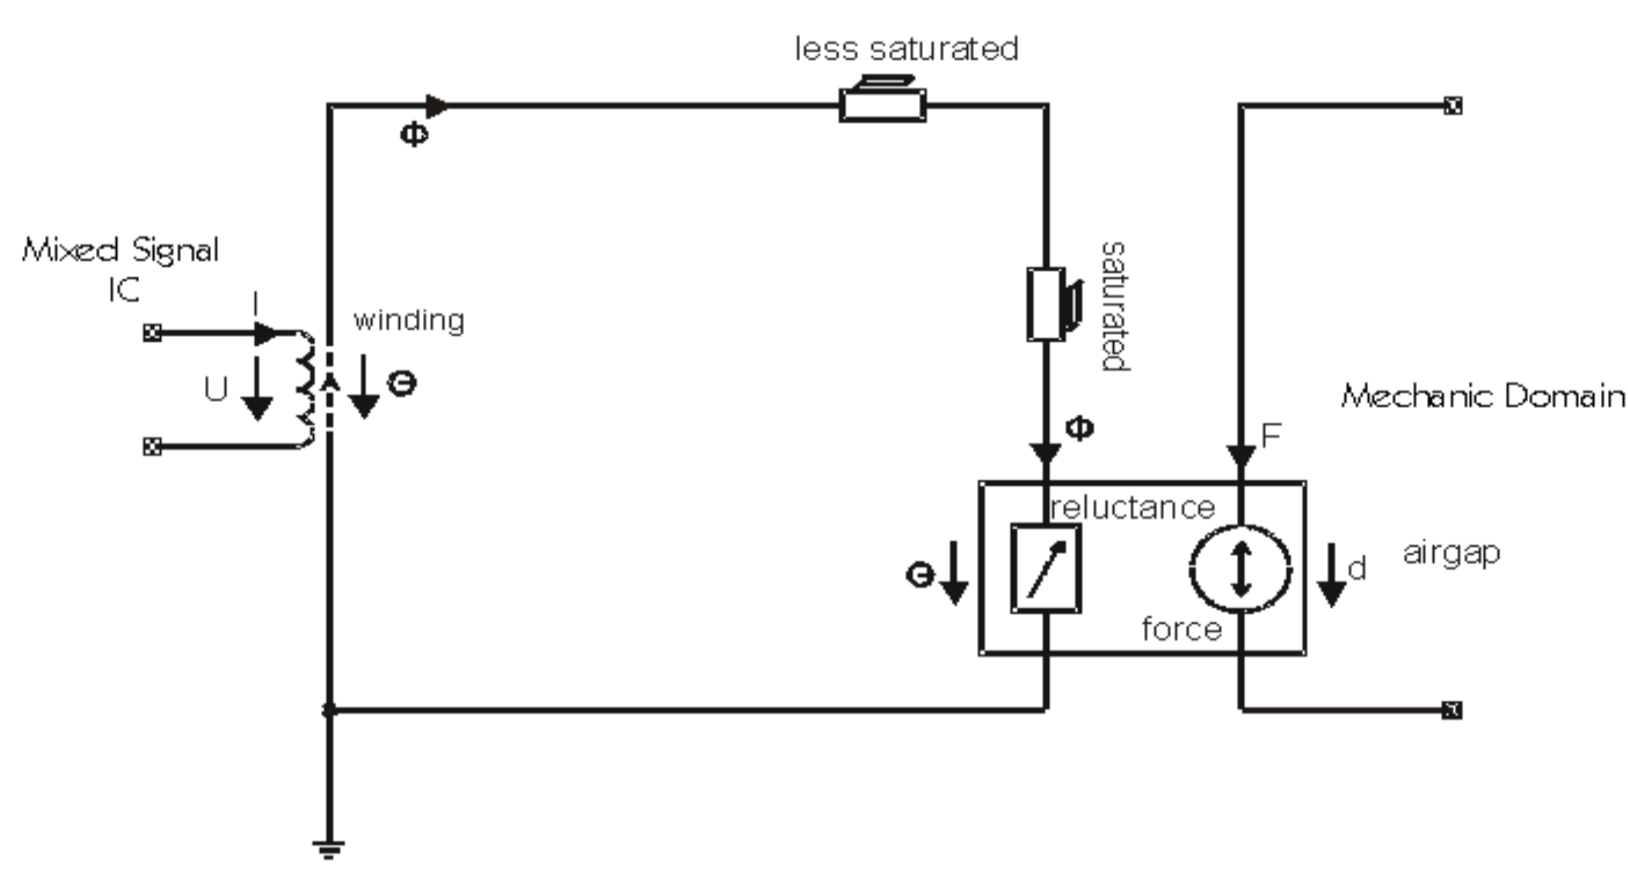 less saturated
Φ
Mixed Signal
IC
I
winding
U
Θ
saturated
Mechanic Domain
Φ
F
reluctance
Θ
d
airgap
force